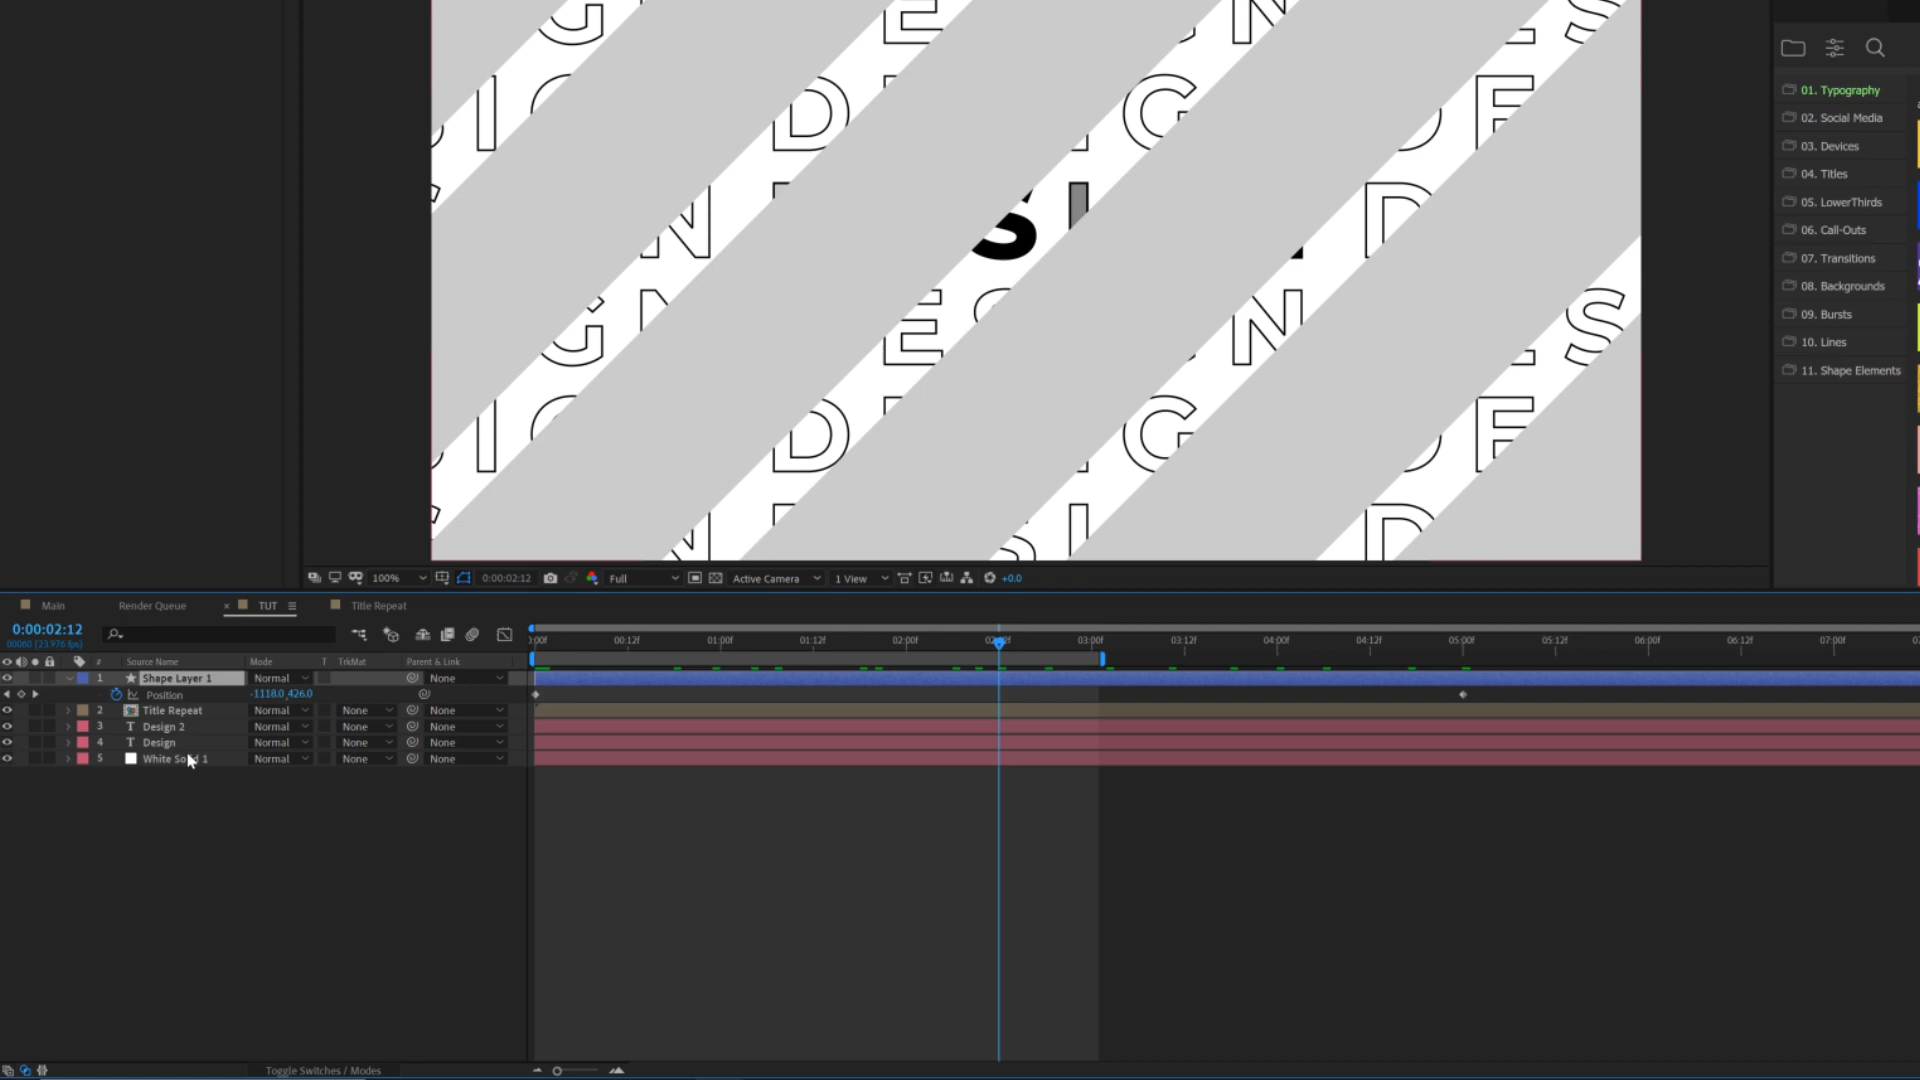 G E N E S
I G D G D E
N S I D
G E N S
I G D G D E
N D S I D
01. Typography
02. Social Media
03. Devices
04. Titles
05. LowerThirds
06. Call-Outs
07. Transitions
08. Backgrounds
09. Bursts
10. Lines
11. Shape Elements
100% 0:00:02:12 Full Active Camera 1 View +0.0
Main Render Queue × TUT Title Repeat
0:00:02:12
00060 (23.976 fps)
:00f 00:12f 01:00f 01:12f 02:00f 03:00f 03:12f 04:00f 04:12f 05:00f 05:12f 06:00f 06:12f 07:00f
# Source Name Mode T TrkMat Parent & Link
1 Shape Layer 1 Normal None
Position -1118.0,426.0
2 Title Repeat Normal None None
3 T Design 2 Normal None None
4 T Design Normal None None
5 White 1 Normal None None
Toggle Switches / Modes